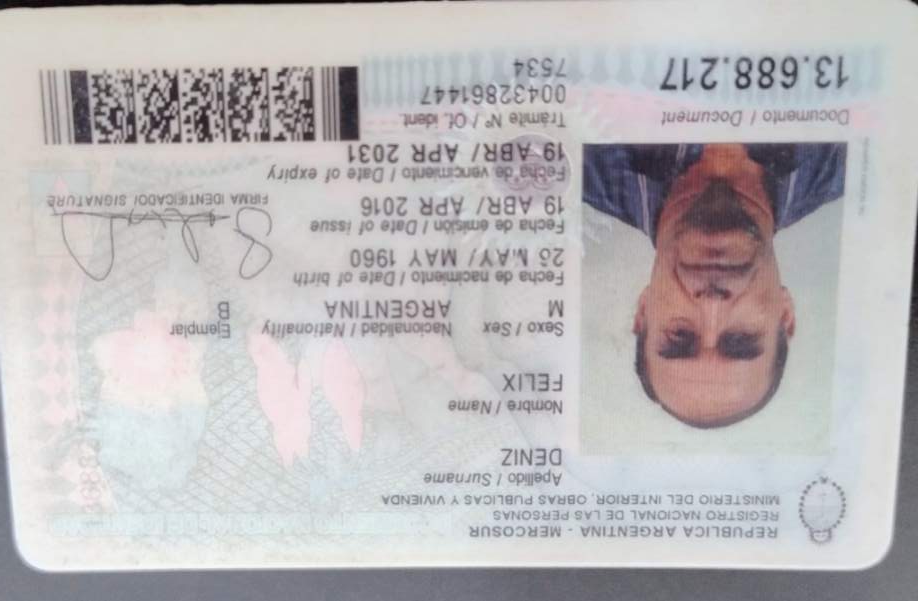 REPUBLICA ARGENTINA - MERCOSUR
REGISTRO NACIONAL DE LAS PERSONAS
MINISTERIO DEL INTERIOR, OBRAS PUBLICAS Y VIVIENDA
Apellido / Surname
DENIZ
Nombre / Name
FELIX
Sexo / Sex
Nacionalidad / Nationality
Ejemplar
M
ARGENTINA
B
Fecha de nacimiento / Date of birth
MAY/ MAY 1960
Fecha de emisión / Date of issue
19 ABR/ APR 2016
Fecha de vencimiento / Date of expiry
19 ABR/ APR 2031
FIRMA IDENTIFICADO/ SIGNATURE
Trámite Nº / Of. ident.
00432861447
7534
Documento / Document
13.688.217